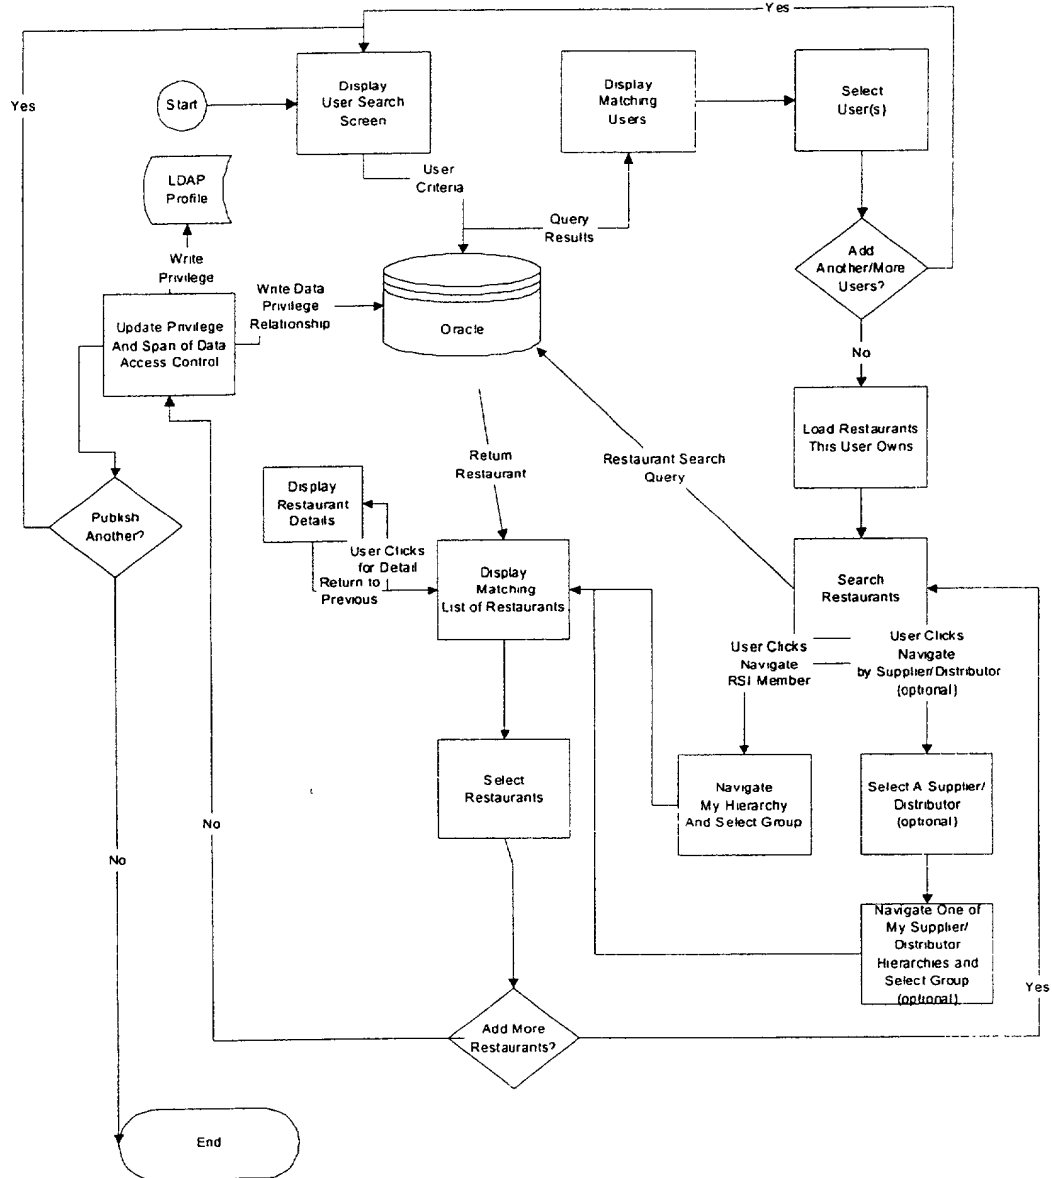 Yes
Yes
Start
Display
User Search
Screen
Display
Matching
Users
Select
User(s)
LDAP
Profile
User
Criteria
Query
Results
Write
Privilege
Add
Another/More
Users?
Update Privilege
And Span of Data
Access Control
Write Data
Privilege
Relationship
Oracle
No
Load Restaurants
This User Owns
Return
Restaurant
Restaurant Search
Query
Display
Restaurant
Details
Publish
Another?
User Clicks
for Detail
Return to
Previous
Display
Matching
List of Restaurants
Search
Restaurants
User Clicks
Navigate
RSI Member
User Clicks
Navigate
by Supplier/Distributor
(optional)
Select
Restaurants
Navigate
My Hierarchy
And Select Group
Select A Supplier/
Distributor
(optional)
No
No
Navigate One of
My Supplier/
Distributor
Hierarchies and
Select Group
(optional)
Yes
Add More
Restaurants?
End